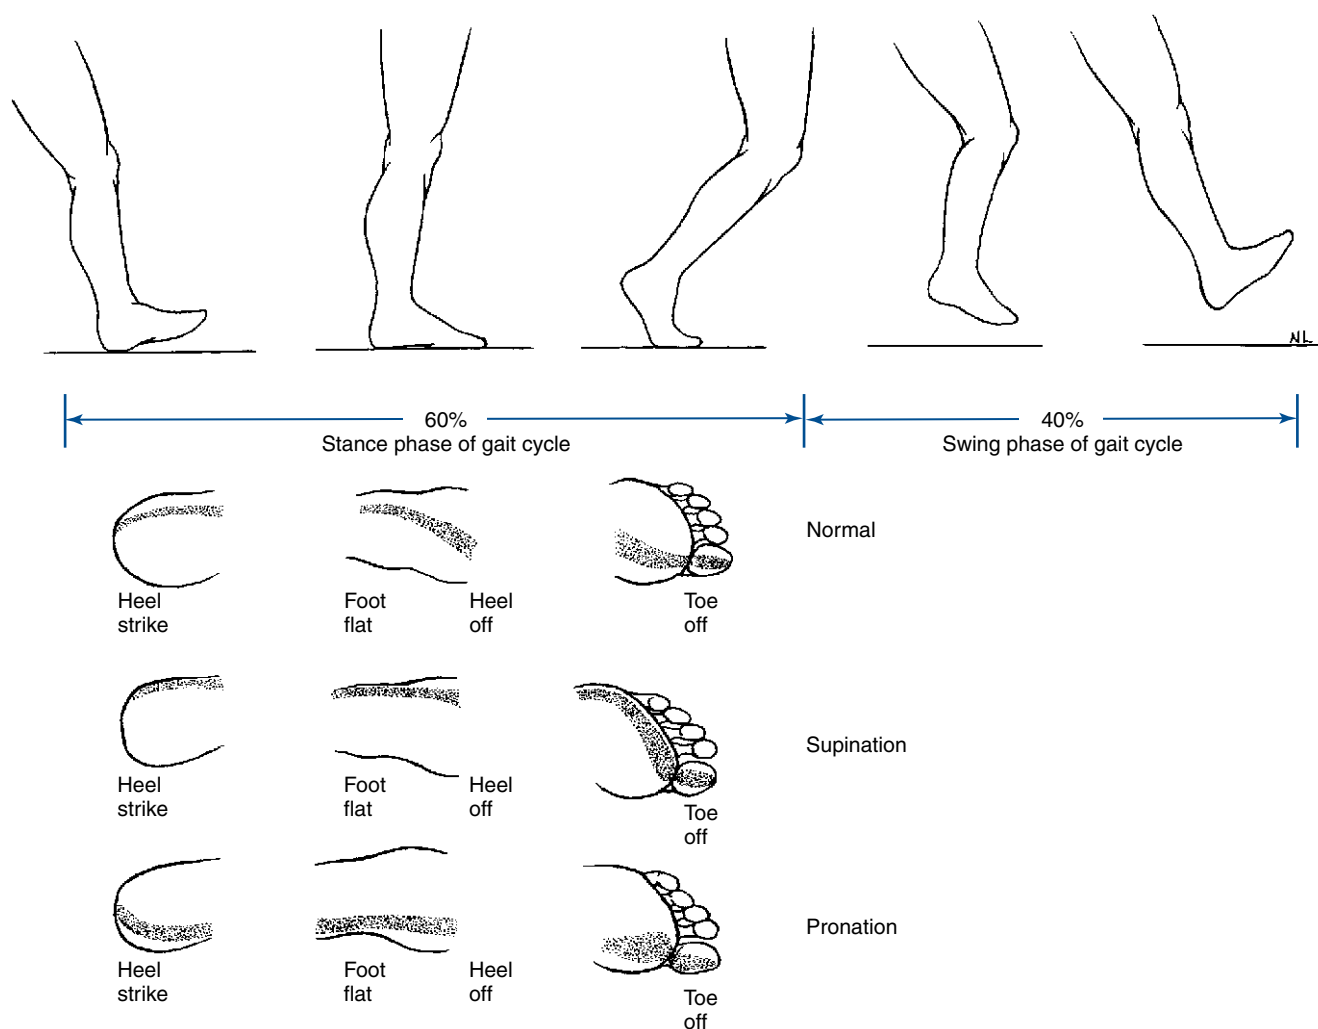 NL
60%
Stance phase of gait cycle
40%
Swing phase of gait cycle
Normal
Heel
strike
Foot
flat
Heel
off
Toe
off
Supination
Heel
strike
Foot
flat
Heel
off
Toe
off
Pronation
Heel
strike
Foot
flat
Heel
off
Toe
off